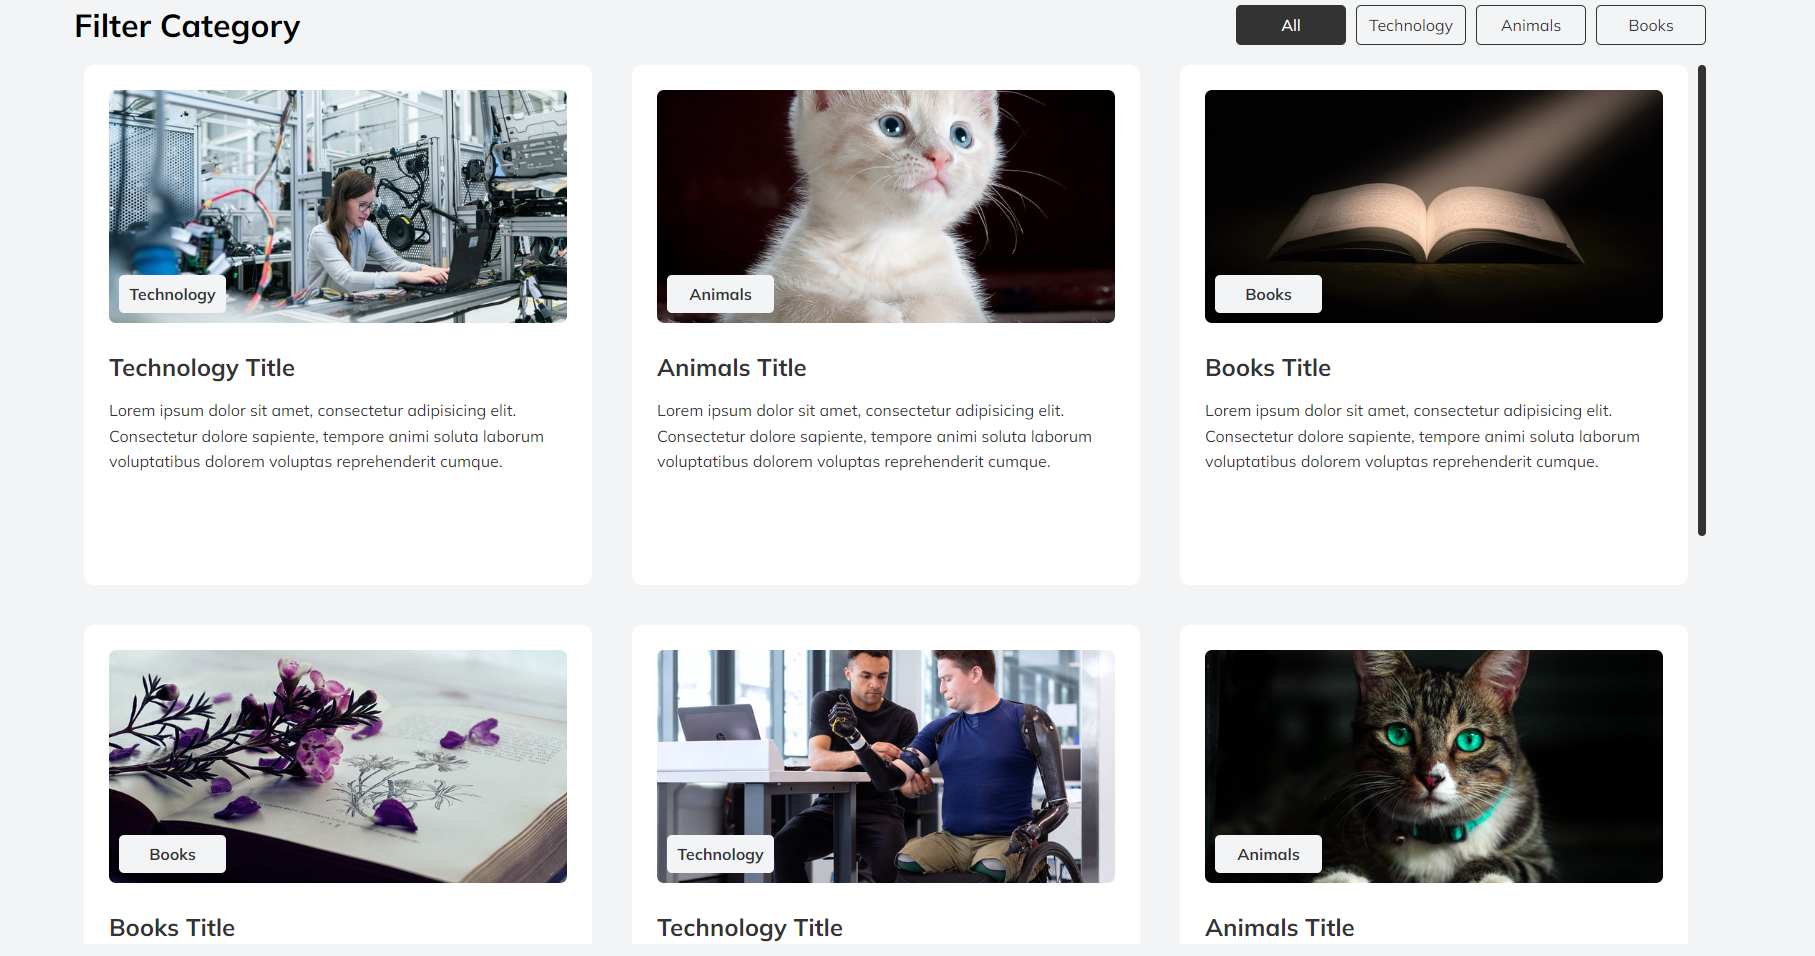 Filter Category
All
Technology
Animals
Books
Technology
Animals
Books
Technology Title
Animals Title
Books Title
Lorem ipsum dolor sit amet, consectetur adipisicing elit.
Consectetur dolore sapiente, tempore animi soluta laborum
voluptatibus dolorem voluptas reprehenderit cumque.
Lorem ipsum dolor sit amet, consectetur adipisicing elit.
Consectetur dolore sapiente, tempore animi soluta laborum
voluptatibus dolorem voluptas reprehenderit cumque.
Lorem ipsum dolor sit amet, consectetur adipisicing elit.
Consectetur dolore sapiente, tempore animi soluta laborum
voluptatibus dolorem voluptas reprehenderit cumque.
Books
Technology
Animals
Books Title
Technology Title
Animals Title